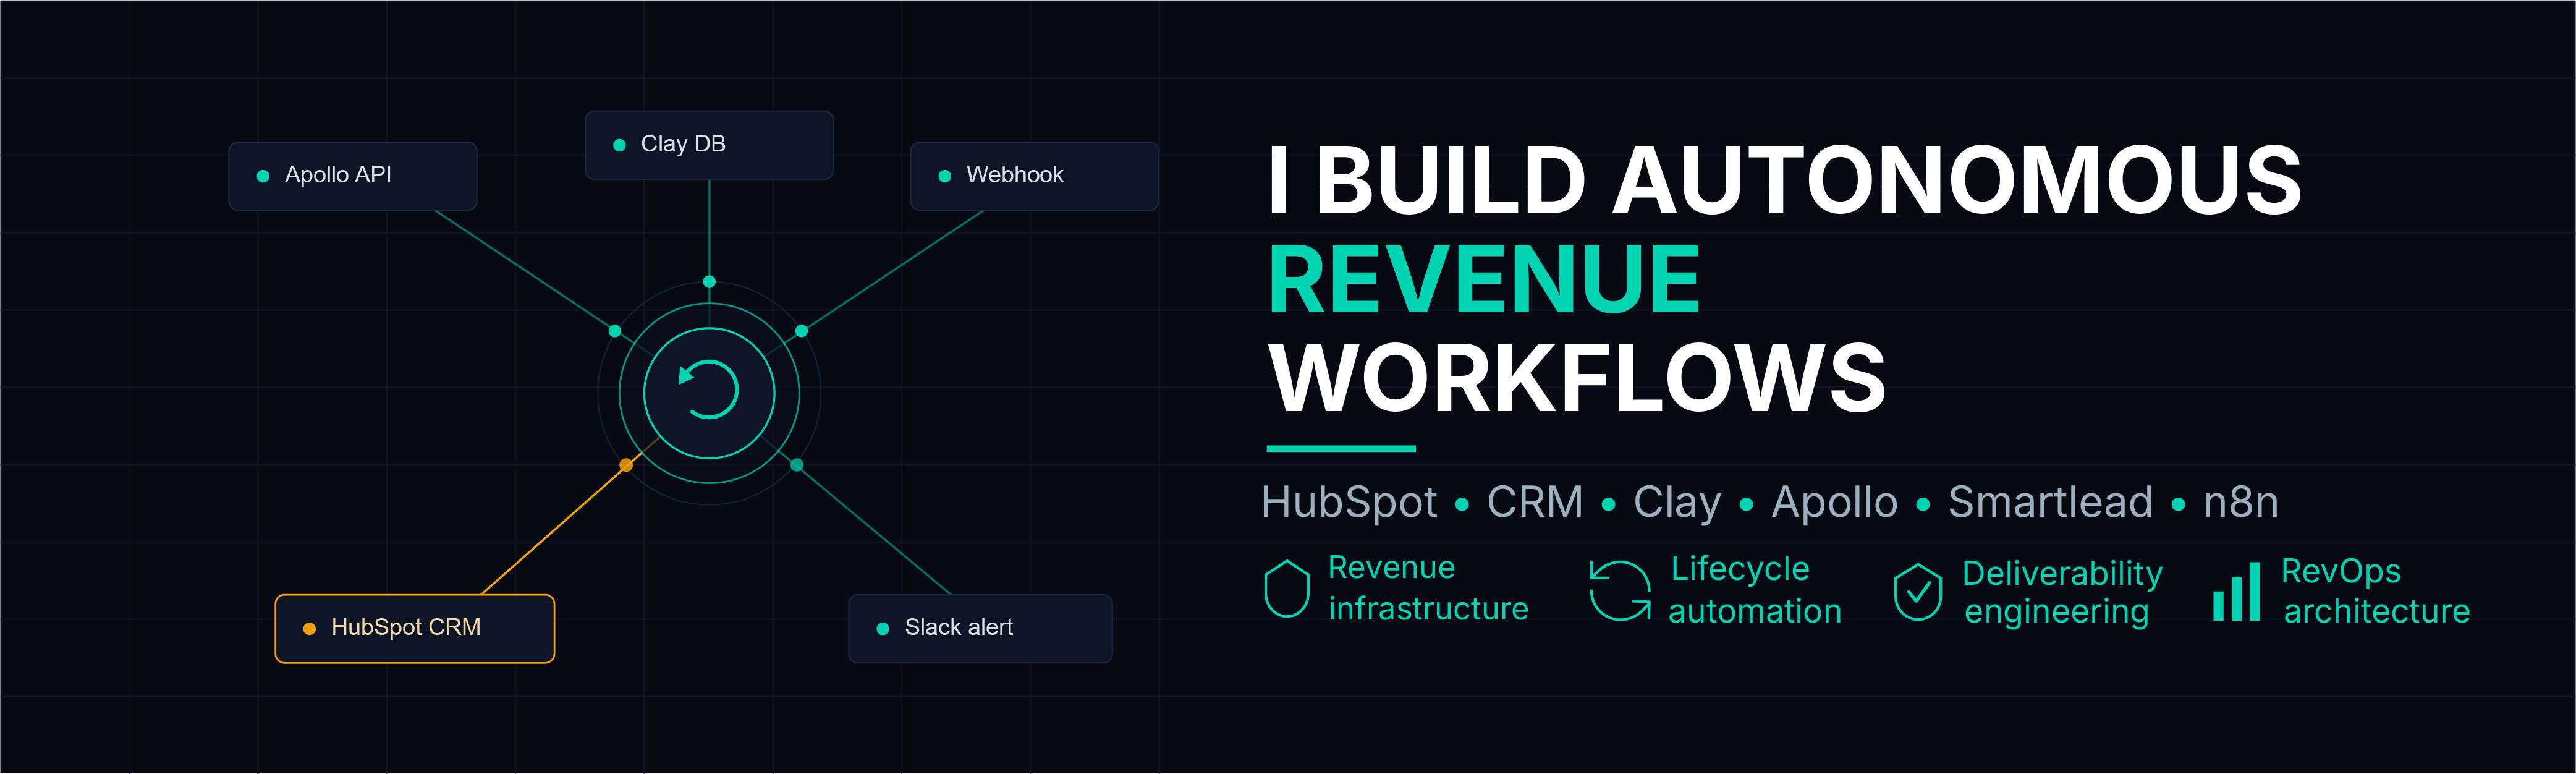 Apollo API
Clay DB
Webhook
HubSpot CRM
Slack alert
I BUILD AUTONOMOUS
REVENUE
WORKFLOWS
HubSpot • CRM • Clay • Apollo • Smartlead • n8n
Revenue
infrastructure
Lifecycle
automation
Deliverability
engineering
RevOps
architecture